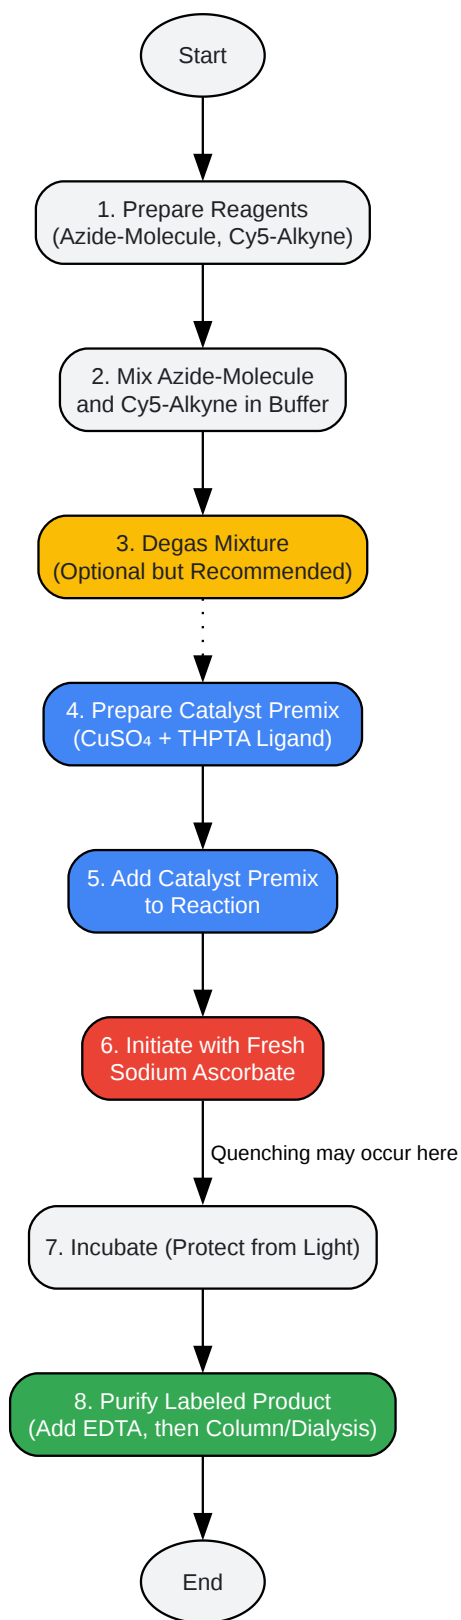 Start
1. Prepare Reagents
(Azide-Molecule, Cy5-Alkyne)
2. Mix Azide-Molecule
and Cy5-Alkyne in Buffer
3. Degas Mixture
(Optional but Recommended)
4. Prepare Catalyst Premix
(CuSO₄ + THPTA Ligand)
5. Add Catalyst Premix
to Reaction
6. Initiate with Fresh
Sodium Ascorbate
Quenching may occur here
7. Incubate (Protect from Light)
8. Purify Labeled Product
(Add EDTA, then Column/Dialysis)
End